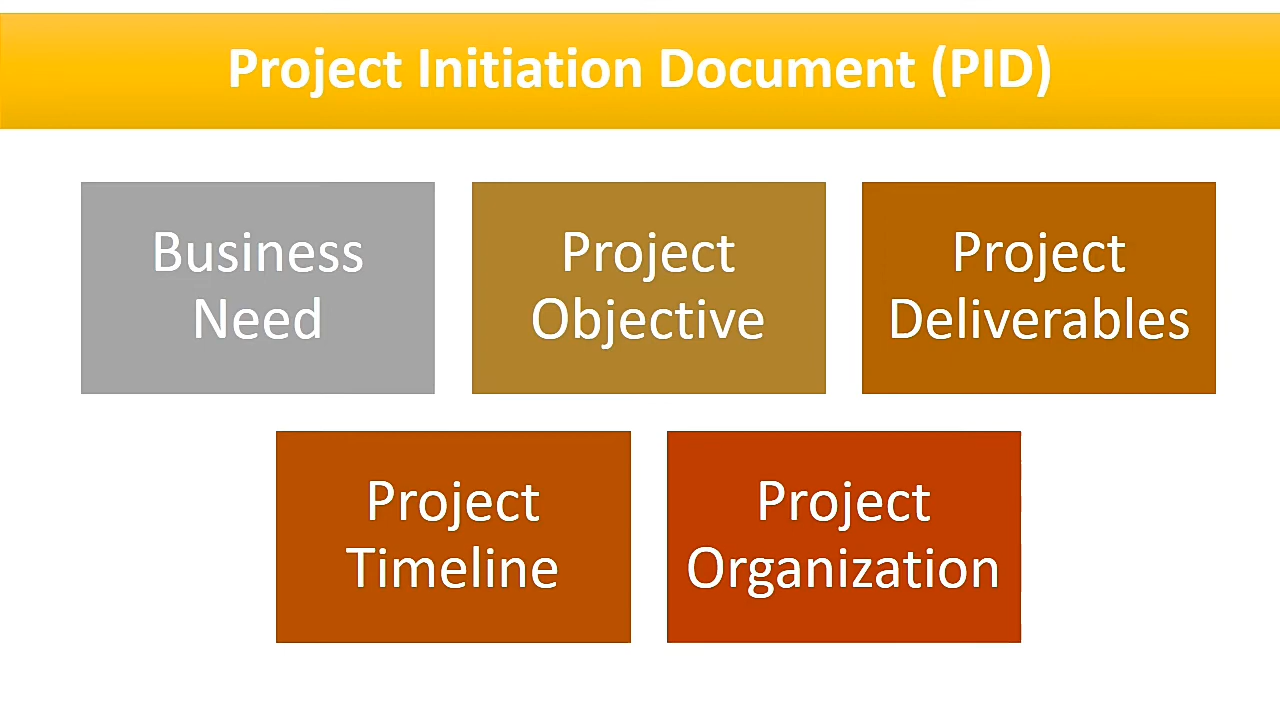 Project Initiation Document (PID)
Business
Need
Project
Objective
Project
Deliverables
Project
Timeline
Project
Organization